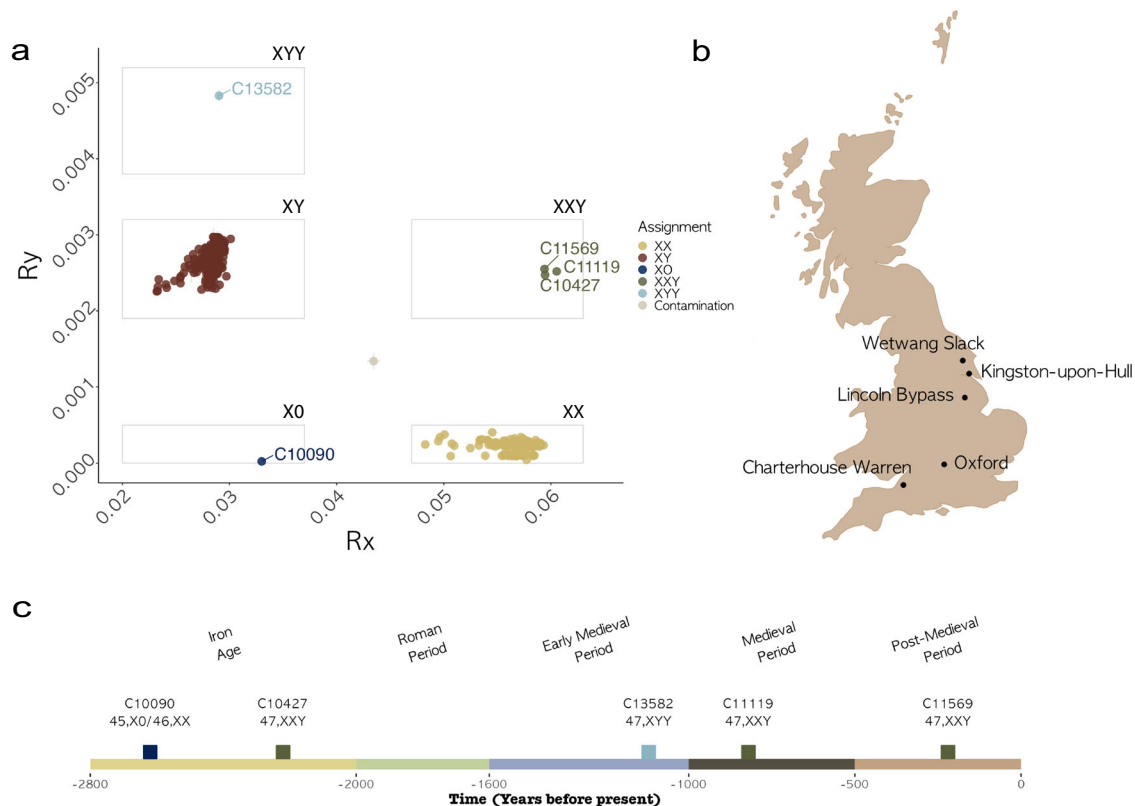 a
XYY
0.005
C13582
0.004
XY
XXY
0.003
C11569
C11119
C10427
Ry
0.002
0.001
X0
XX
C10090
0.000
0.02
0.03
0.04
0.05
0.06
Rx
Assignment
XX
XY
XO
XXY
XYY
Contamination
b
Wetwang Slack
Kingston-upon-Hull
Lincoln Bypass
Charterhouse Warren
Oxford
c
Iron
Age
Roman
Period
Early Medieval
Period
Medieval
Period
Post-Medieval
Period
C10090
45,X0/46,XX
C10427
47,XXY
C13582
47,XYY
C11119
47,XXY
C11569
47,XXY
-2800
-2000
-1600
-1000
-500
0
Time (Years before present)